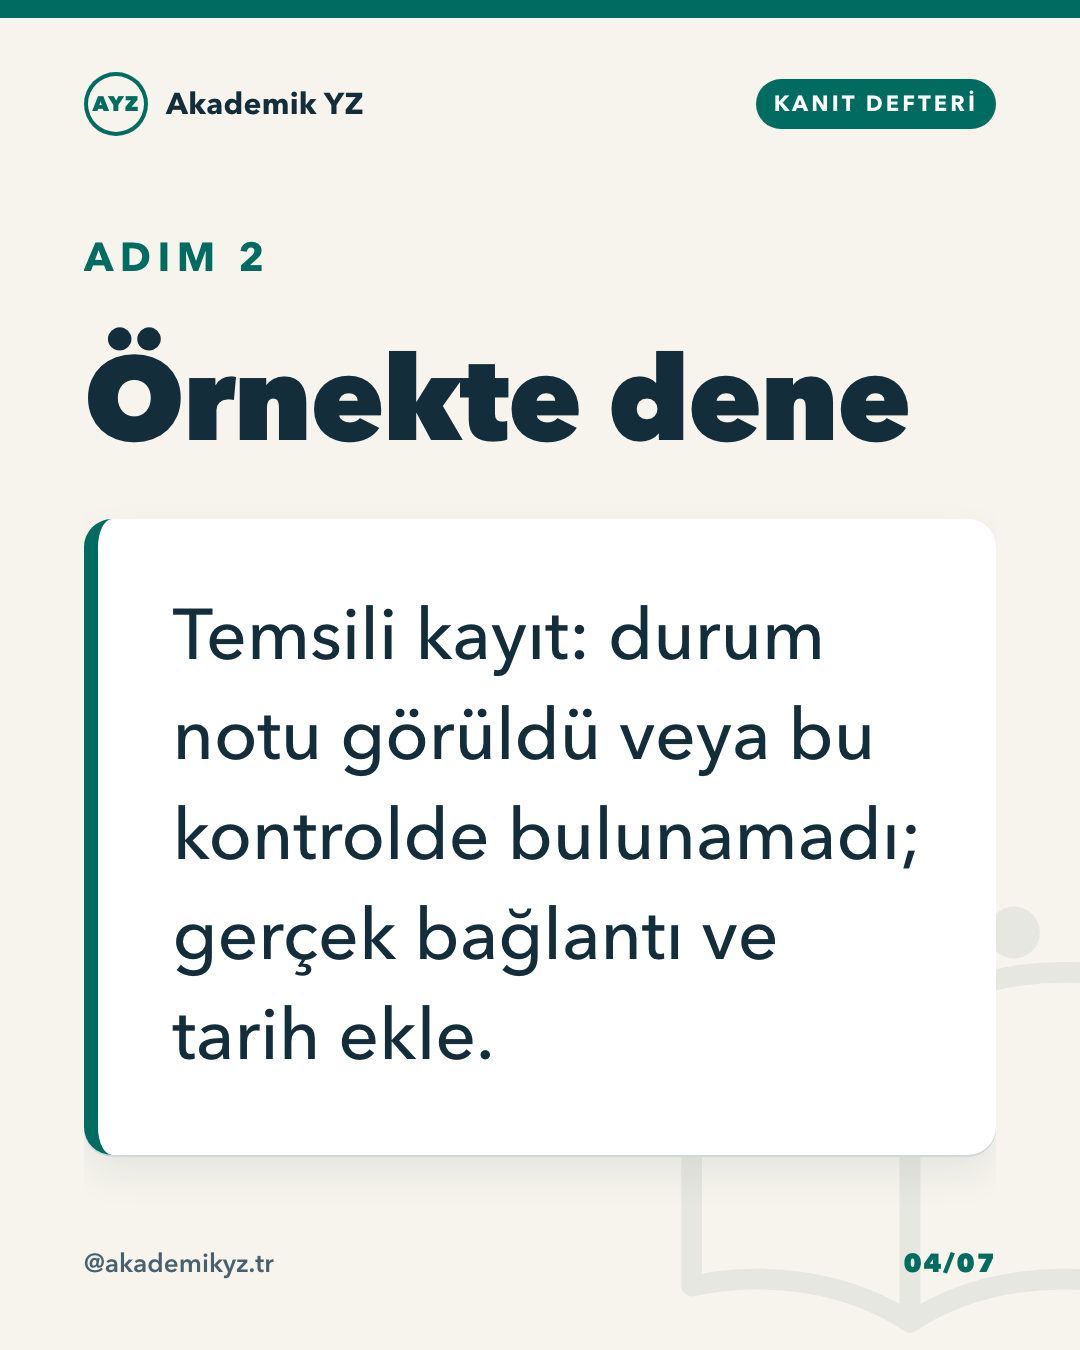 AYZ Akademik YZ
KANIT DEFTERİ
ADIM 2
Örnekte dene
Temsili kayıt: durum
notu görüldü veya bu
kontrolde bulunamadı;
gerçek bağlantı ve
tarih ekle.
@akademikyz.tr
04/07